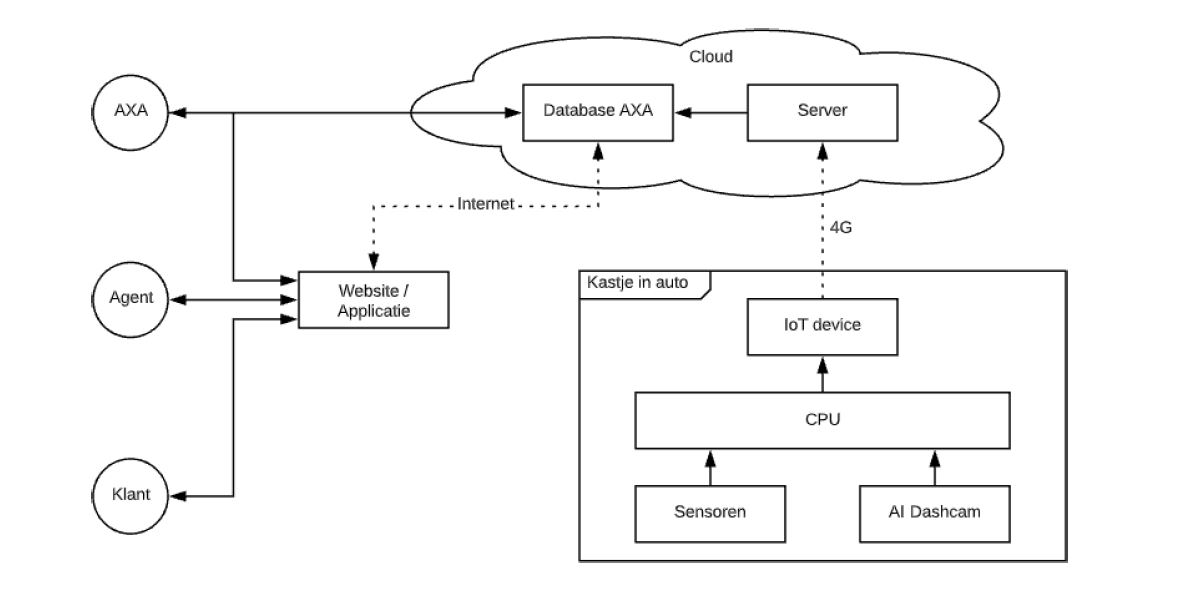 Cloud
AXA
Database AXA
Server
Internet
4G
Agent
Website /
Applicatie
Kastje in auto
IoT device
CPU
Klant
Sensoren
AI Dashcam